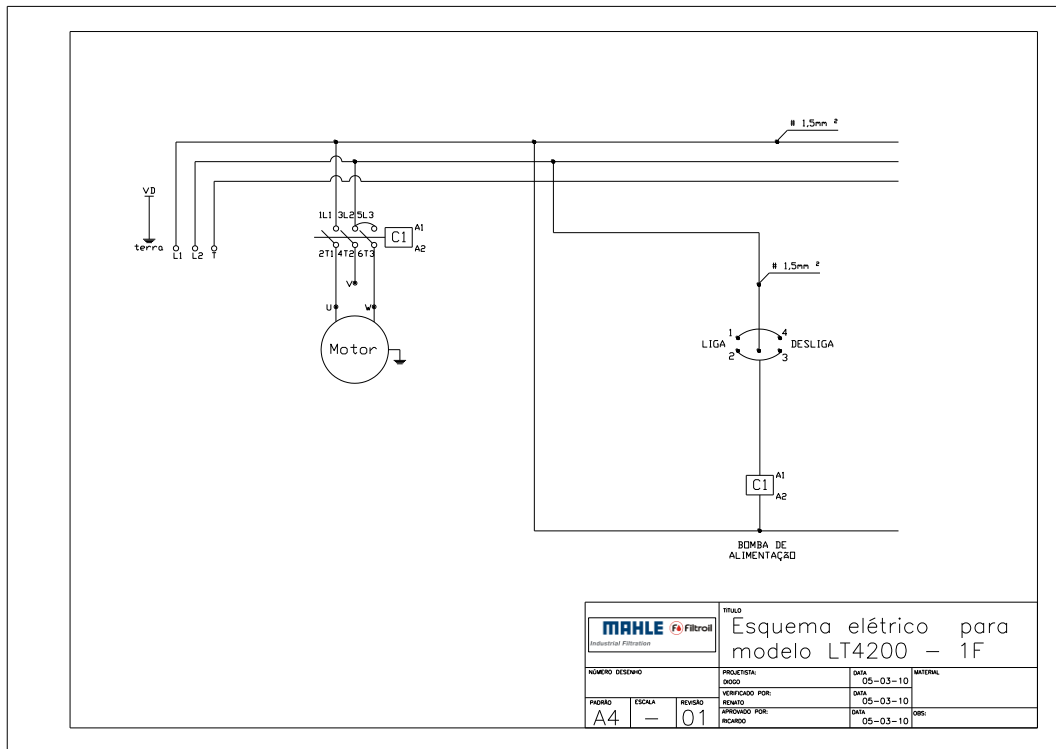 # 1,5mm ²
VD
terra
L1 L2 T
1L1 3L2 5L3
A1
C1
A2
2T1 4T2 6T3
V
U W
Motor
# 1,5mm ²
1 4
LIGA DESLIGA
2 3
A1
C1
A2
BOMBA DE
ALIMENTAÇÃO
MAHLE Filtroil
Industrial Filtration
TITULO
Esquema elétrico para
modelo LT4200 – 1F
NÚMERO DESENHO
PROJETISTA:
DIOGO
DATA
05-03-10
MATERIAL
VERIFICADO POR:
RENATO
DATA
05-03-10
PADRÃO
A4
ESCALA
–
REVISÃO
01
APROVADO POR:
RICARDO
DATA
05-03-10
OBS: